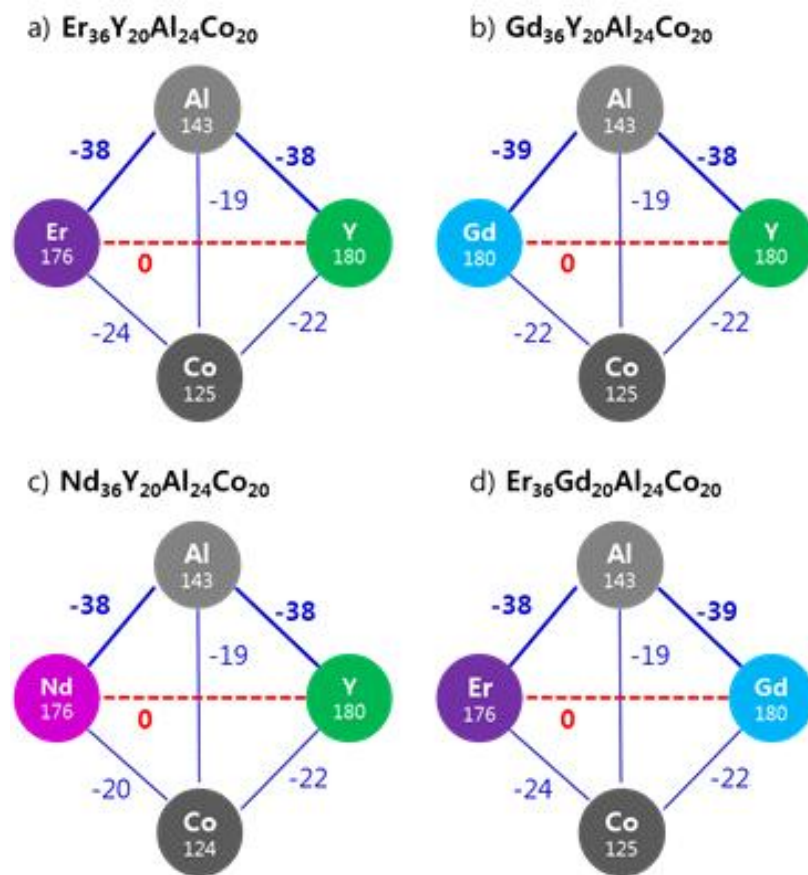 a) Er₃₆Y₂₀Al₂₄Co₂₀
Al
143
-38
-38
-19
Er
176
0
Y
180
-24
-22
Co
125
b) Gd₃₆Y₂₀Al₂₄Co₂₀
Al
143
-39
-38
-19
Gd
180
0
Y
180
-22
-22
Co
125
c) Nd₃₆Y₂₀Al₂₄Co₂₀
Al
143
-38
-38
-19
Nd
176
0
Y
180
-20
-22
Co
124
d) Er₃₆Gd₂₀Al₂₄Co₂₀
Al
143
-38
-39
-19
Er
176
0
Gd
180
-24
-22
Co
125